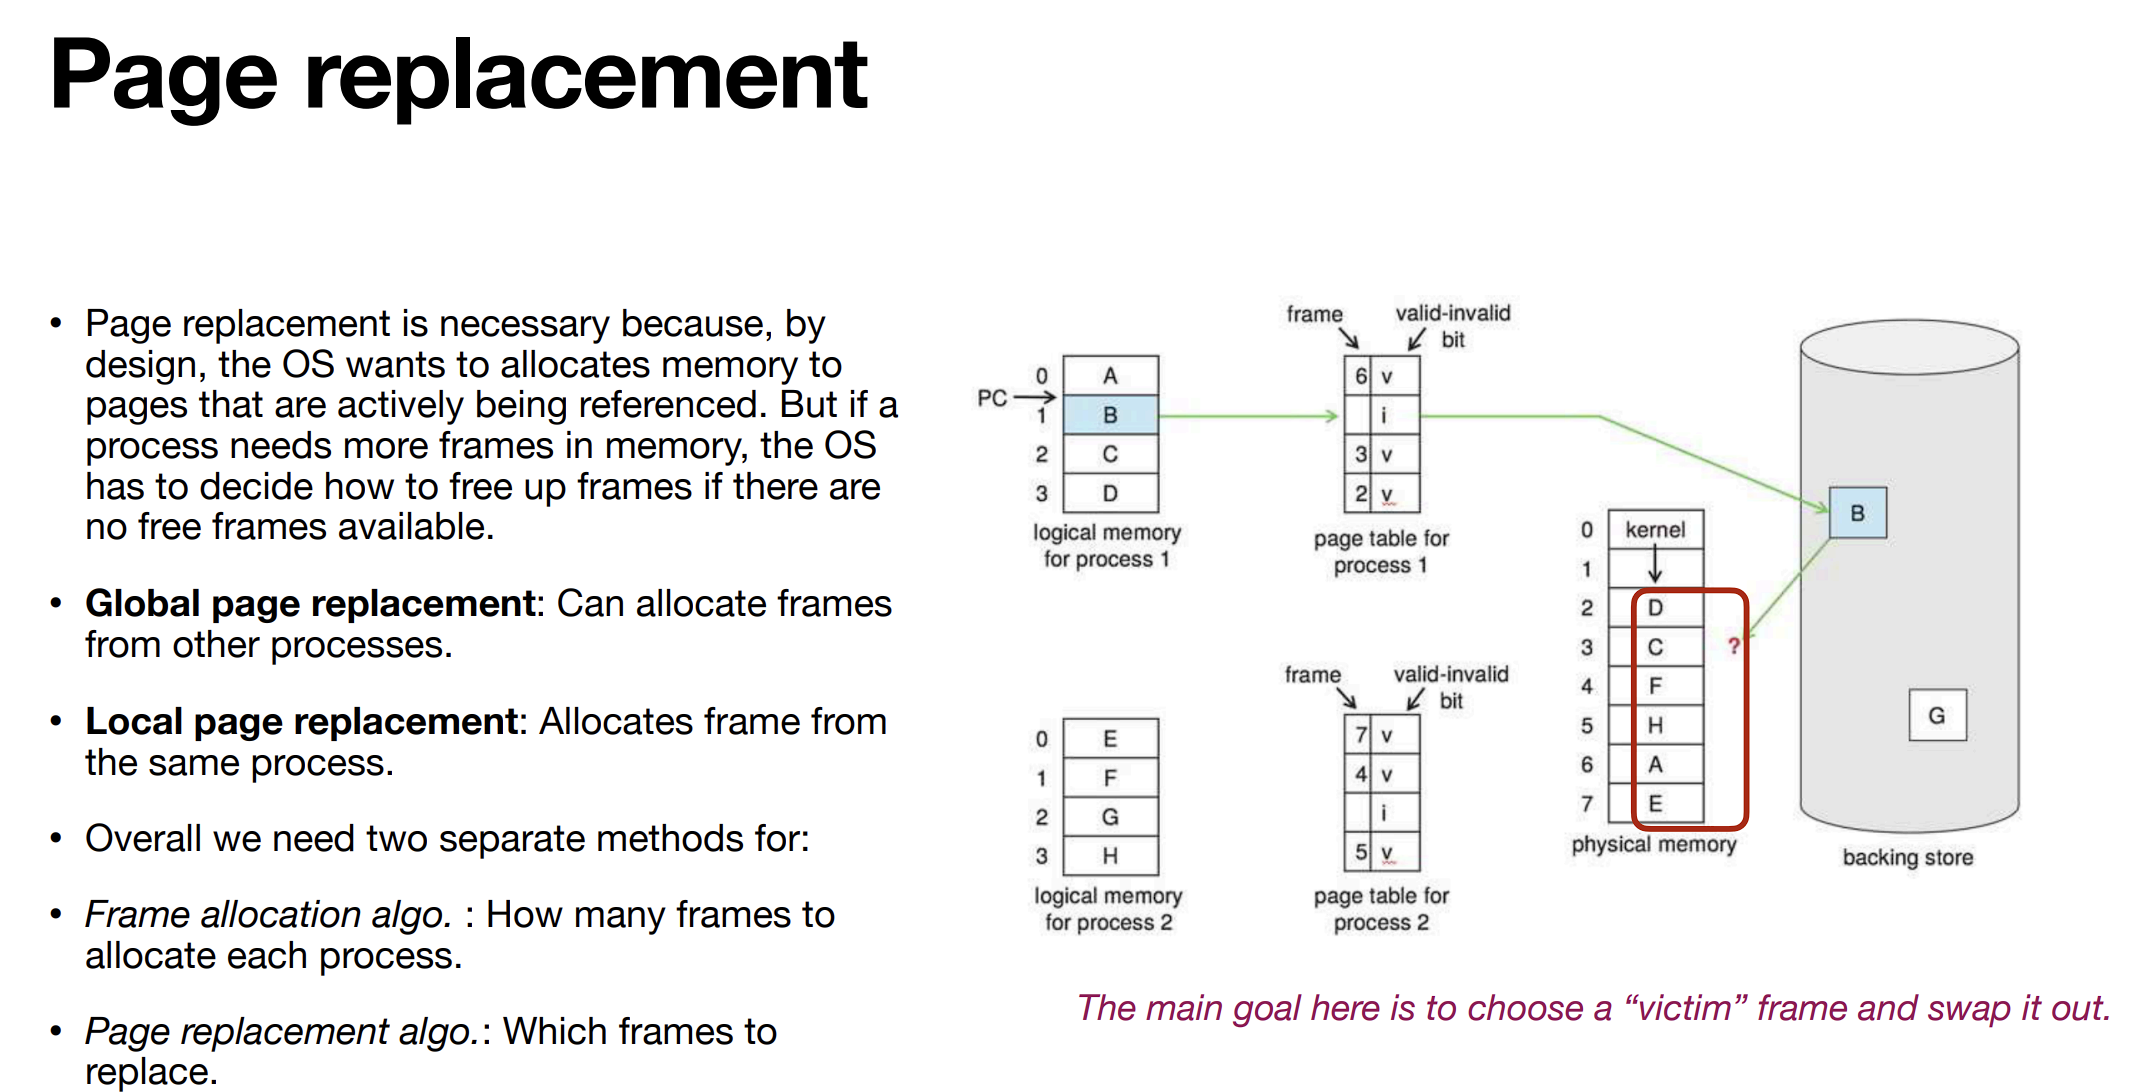 Page replacement
• Page replacement is necessary because, by
design, the OS wants to allocates memory to
pages that are actively being referenced. But if a
process needs more frames in memory, the OS
has to decide how to free up frames if there are
no free frames available.
• Global page replacement: Can allocate frames
from other processes.
• Local page replacement: Allocates frame from
the same process.
• Overall we need two separate methods for:
• Frame allocation algo. : How many frames to
allocate each process.
• Page replacement algo.: Which frames to
replace.
frame
valid-invalid
bit
PC
0 A
1 B
2 C
3 D
logical memory
for process 1
6 v
i
3 v
2 v
page table for
process 1
frame
valid-invalid
bit
0 E
1 F
2 G
3 H
logical memory
for process 2
7 v
4 v
i
5 v
page table for
process 2
0 kernel
1
2 D
3 C ?
4 F
5 H
6 A
7 E
physical memory
B
G
backing store
The main goal here is to choose a “victim” frame and swap it out.